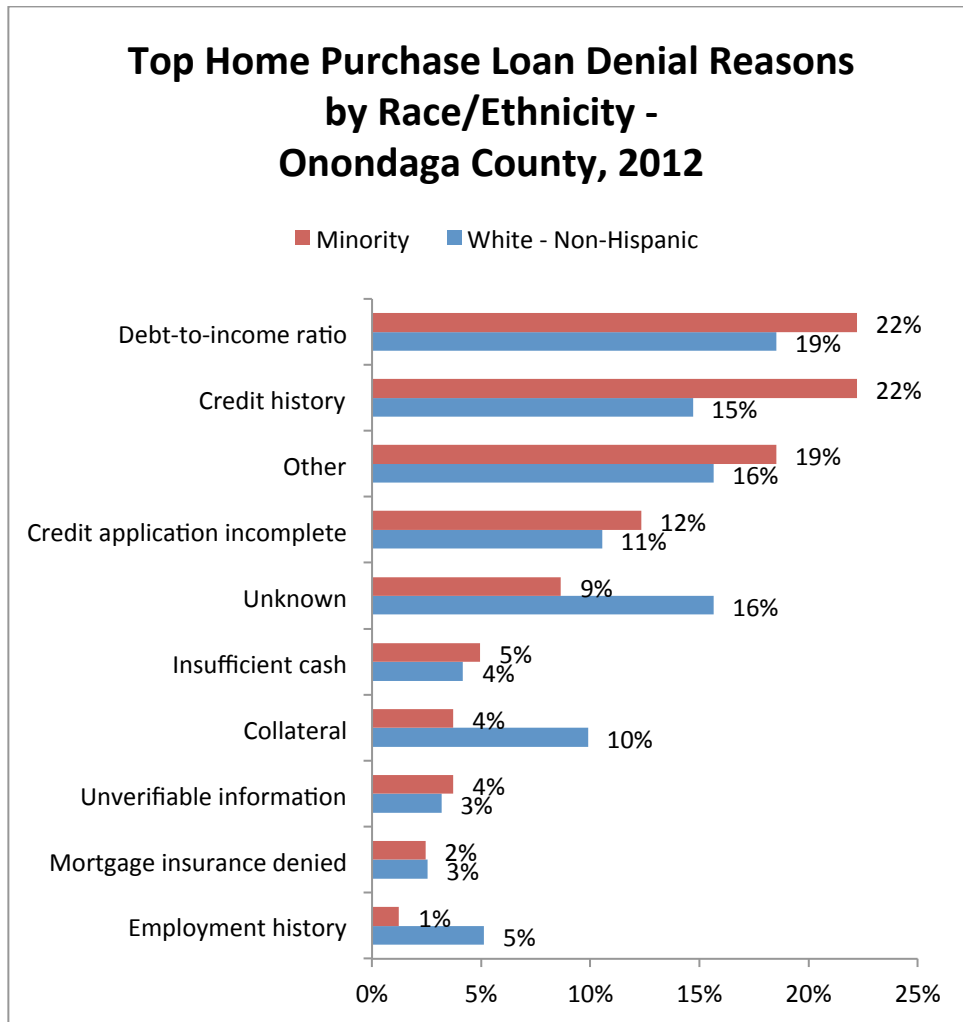 Top Home Purchase Loan Denial Reasons
by Race/Ethnicity -
Onondaga County, 2012
Minority White - Non-Hispanic
Debt-to-income ratio 22%
19%
Credit history 22%
15%
Other 19%
16%
Credit application incomplete 12%
11%
Unknown 9%
16%
Insufficient cash 5%
4%
Collateral 4%
10%
Unverifiable information 4%
3%
Mortgage insurance denied 2%
3%
Employment history 1%
5%
0% 5% 10% 15% 20% 25%